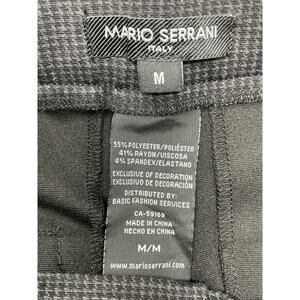 MARIO SERRANI
ITALY
M
55% POLYESTER/POLIÉSTER
41% RAYON/VISCOSA
4% SPANDEX/ELASTANO
EXCLUSIVE OF DECORATION
EXCLUSIVO DE DECORACIÓN
DISTRIBUTED BY:
BASIC FASHION SERVICES
CA-59169
MADE IN CHINA
HECHO EN CHINA
M/M
www.marioserrani.com